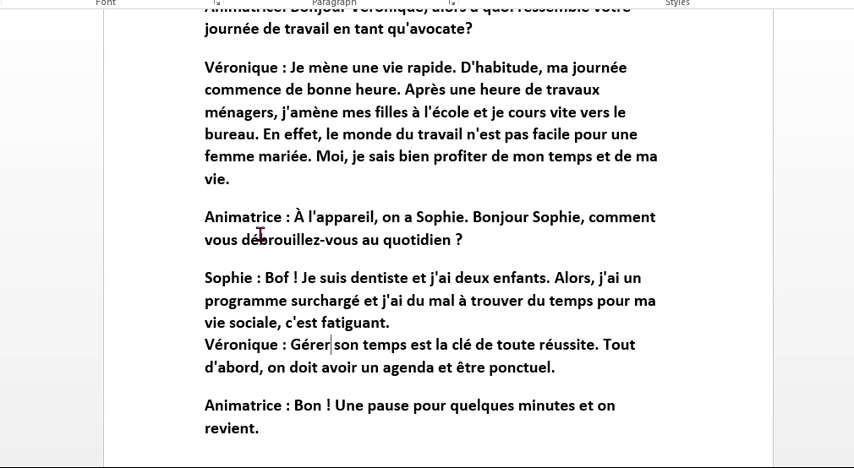 Font Paragraph Styles
Animatrice: Bonjour Véronique, alors à quoi ressemble votre
journée de travail en tant qu'avocate?
Véronique : Je mène une vie rapide. D'habitude, ma journée
commence de bonne heure. Après une heure de travaux
ménagers, j'amène mes filles à l'école et je cours vite vers le
bureau. En effet, le monde du travail n'est pas facile pour une
femme mariée. Moi, je sais bien profiter de mon temps et de ma
vie.
Animatrice : À l'appareil, on a Sophie. Bonjour Sophie, comment
vous débrouillez-vous au quotidien ?
Sophie : Bof ! Je suis dentiste et j'ai deux enfants. Alors, j'ai un
programme surchargé et j'ai du mal à trouver du temps pour ma
vie sociale, c'est fatiguant.
Véronique : Gérer son temps est la clé de toute réussite. Tout
d'abord, on doit avoir un agenda et être ponctuel.
Animatrice : Bon ! Une pause pour quelques minutes et on
revient.